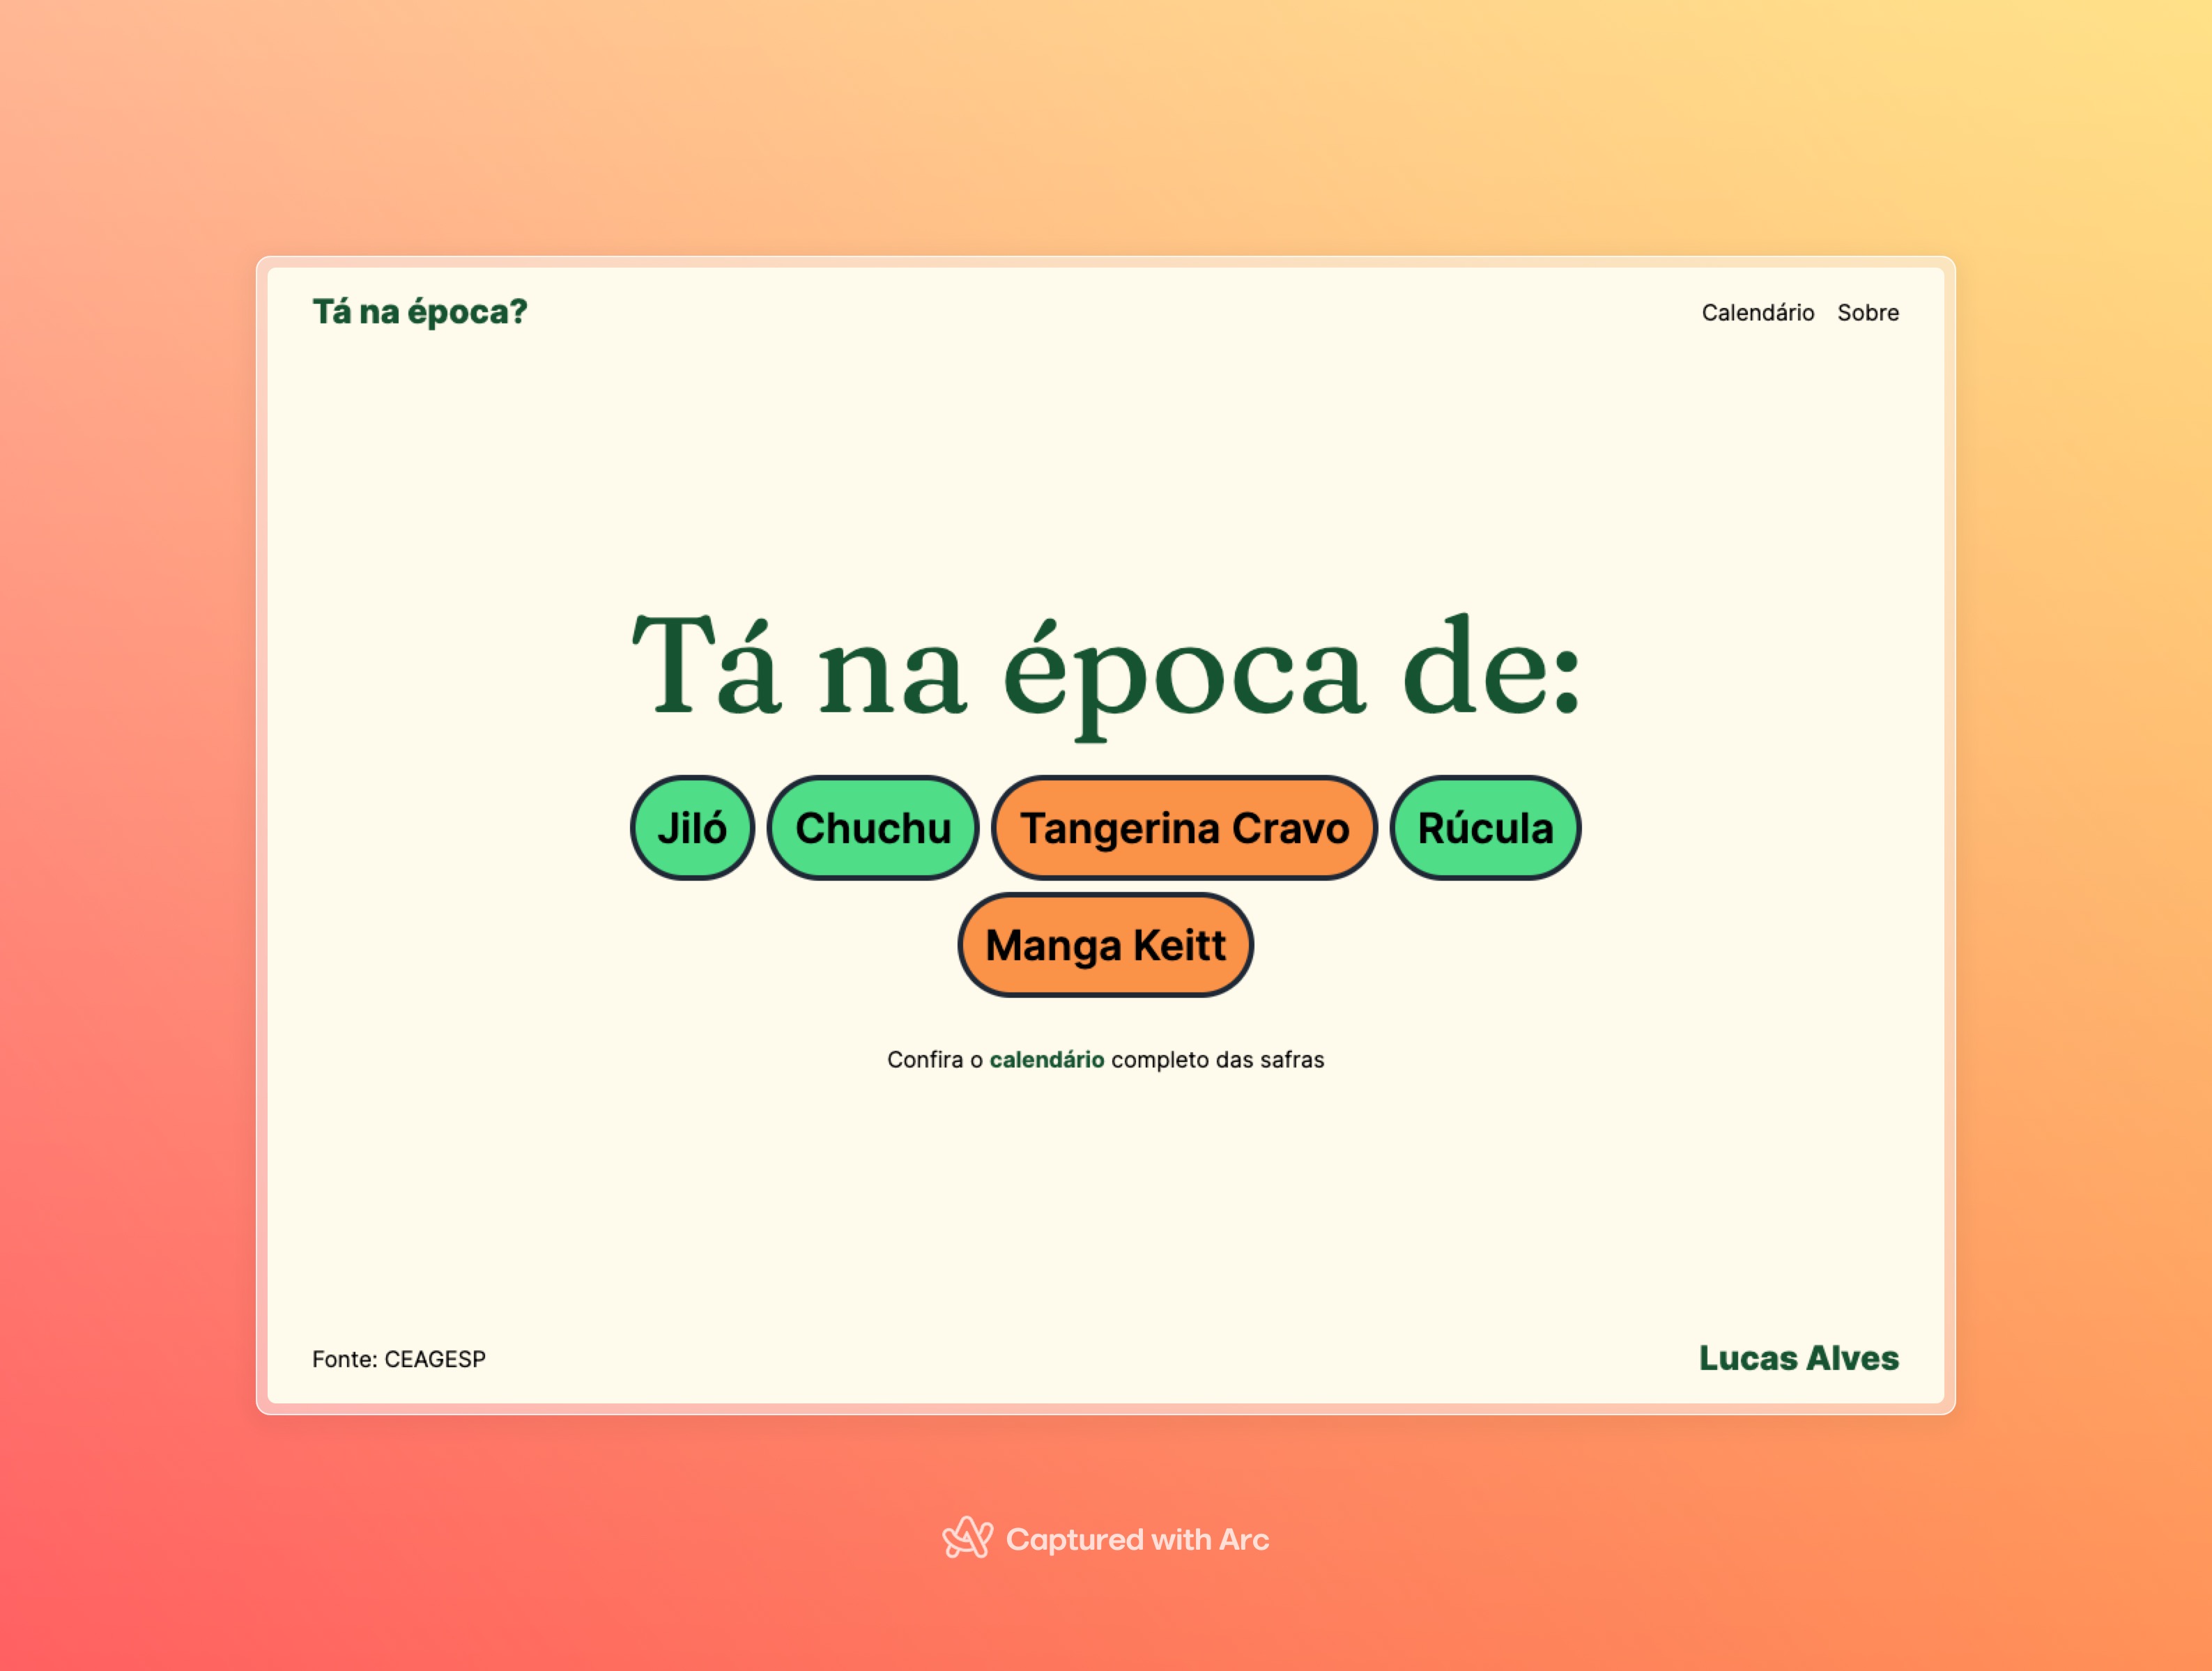 Tá na época?
Calendário Sobre
Tá na época de:
Jiló Chuchu Tangerina Cravo Rúcula
Manga Keitt
Confira o calendário completo das safras
Fonte: CEAGESP
Lucas Alves
Captured with Arc